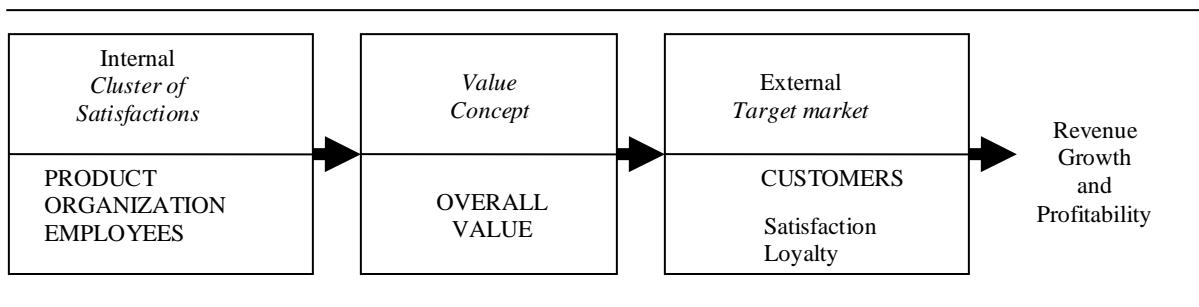 Internal
Cluster of
Satisfactions
PRODUCT
ORGANIZATION
EMPLOYEES
Value
Concept
OVERALL
VALUE
External
Target market
CUSTOMERS
Satisfaction
Loyalty
Revenue
Growth
and
Profitability